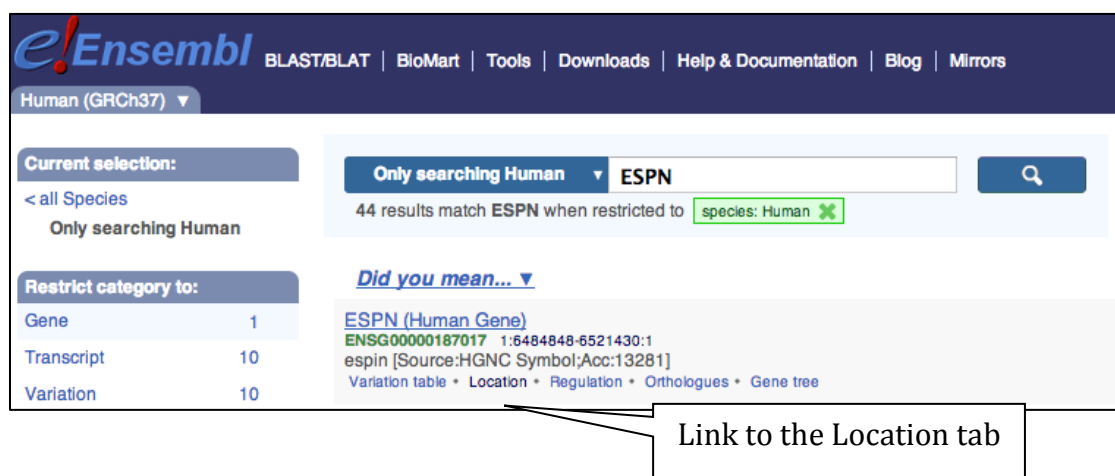 e!Ensembl BLAST/BLAT | BioMart | Tools | Downloads | Help & Documentation | Blog | Mirrors
Human (GRCh37) ▼
Current selection:
< all Species
Only searching Human
Restrict category to:
Gene 1
Transcript 10
Variation 10
Only searching Human ▼ ESPN
44 results match ESPN when restricted to species: Human ✖
Did you mean... ▼
ESPN (Human Gene)
ENSG00000187017 1:6484848-6521430:1
espin [Source:HGNC Symbol;Acc:13281]
Variation table • Location • Regulation • Orthologues • Gene tree
Link to the Location tab